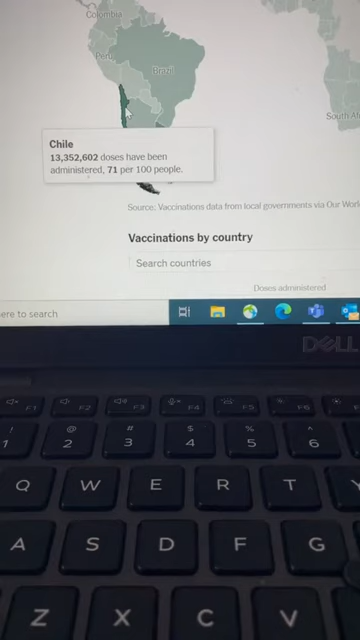 Colombia
Peru
Brazil
South Af
Chile
13,352,602 doses have been
administered, 71 per 100 people.
Source: Vaccinations data from local governments via Our Worl
Vaccinations by country
Search countries
Doses administered
ere to search
DELL
F1 F2 F3 F4 F5 F6
! @ # $ % ^
1 2 3 4 5 6
Q W E R T Y
A S D F G
Z X C V